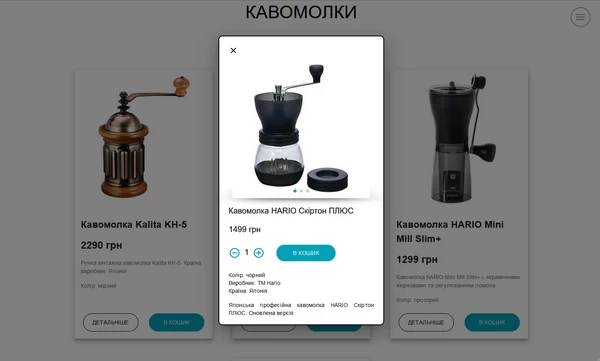 КАВОМОЛКИ
Кавомолка HARIO Скіртон ПЛЮС
1499 грн
1
В КОШИК
Колір: чорний
Виробник: ТМ Hario
Країна: Японія
Японська професійна кавомолка HARIO Скіртон
ПЛЮС. Оновлена версія
Кавомолка Kalita KH-5
2290 грн
Ручна витяжна кавомолка Kalita KH-5. Країна
виробник: Японія
Колір: мідний
ДЕТАЛЬНІШЕ
В КОШИК
Кавомолка HARIO Mini
Mill Slim+
1299 грн
Кавомолка HARIO Mini Mill Slim+ с керамічними
жорнавами та регулюванням помола
Колір: прозорий
ДЕТАЛЬНІШЕ
В КОШИК